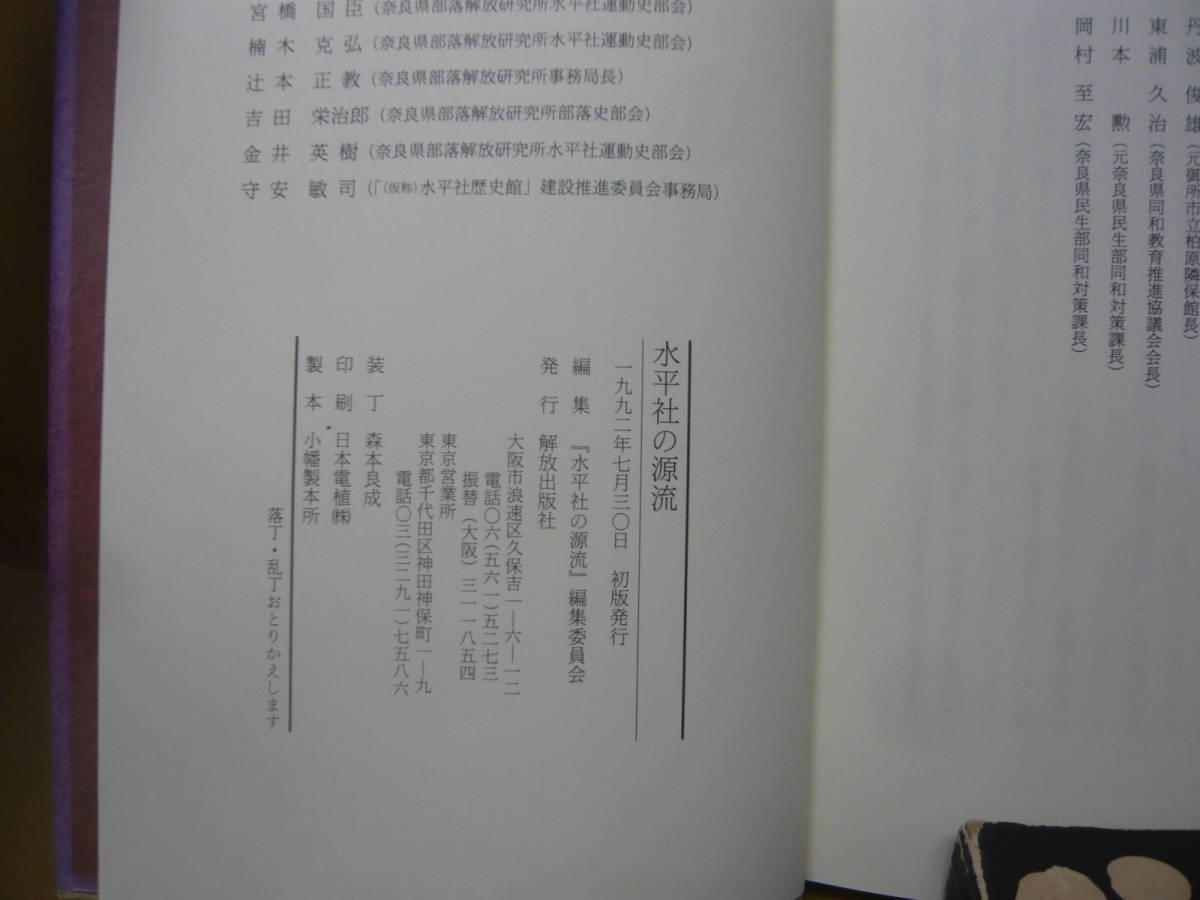 丹波俊雄（元御所市立柏原隣保館長）
東浦久治（奈良県同和教育推進協議会会長）
川本勲（元奈良県民生部同和対策課長）
岡村至宏（奈良県民生部同和対策課長）
宮橋国臣（奈良県部落解放研究所水平社運動史部会）
楠木克弘（奈良県部落解放研究所水平社運動史部会）
辻本正教（奈良県部落解放研究所事務局長）
吉田栄治郎（奈良県部落解放研究所部落史部会）
金井英樹（奈良県部落解放研究所水平社運動史部会）
守安敏司（「（仮称）水平社歴史館」建設推進委員会事務局）
水平社の源流
一九九二年七月三〇日　初版発行
編集　『水平社の源流』編集委員会
発行　解放出版社
大阪市浪速区久保吉一―六―一二
電話〇六（五六一）五二七三
振替（大阪）三一一八五四
東京営業所
東京都千代田区神田神保町一―九
電話〇三（三二九一）七五八六
装丁　森本良成
印刷　日本電植㈱
製本　小幡製本所
落丁・乱丁おとりかえします